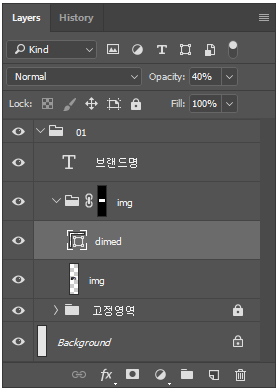 Layers History
Kind
Normal Opacity: 40%
Lock: Fill: 100%
01
T 브랜드명
img
dimed
img
고정영역
Background
fx